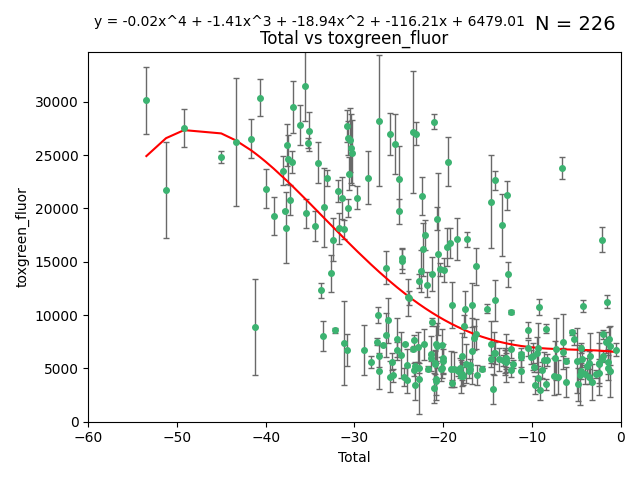 y = -0.02x^4 + -1.41x^3 + -18.94x^2 + -116.21x + 6479.01 N = 226
Total vs toxgreen_fluor
30000
25000
20000
15000
10000
5000
0
toxgreen_fluor
−60 −50 −40 −30 −20 −10 0
Total